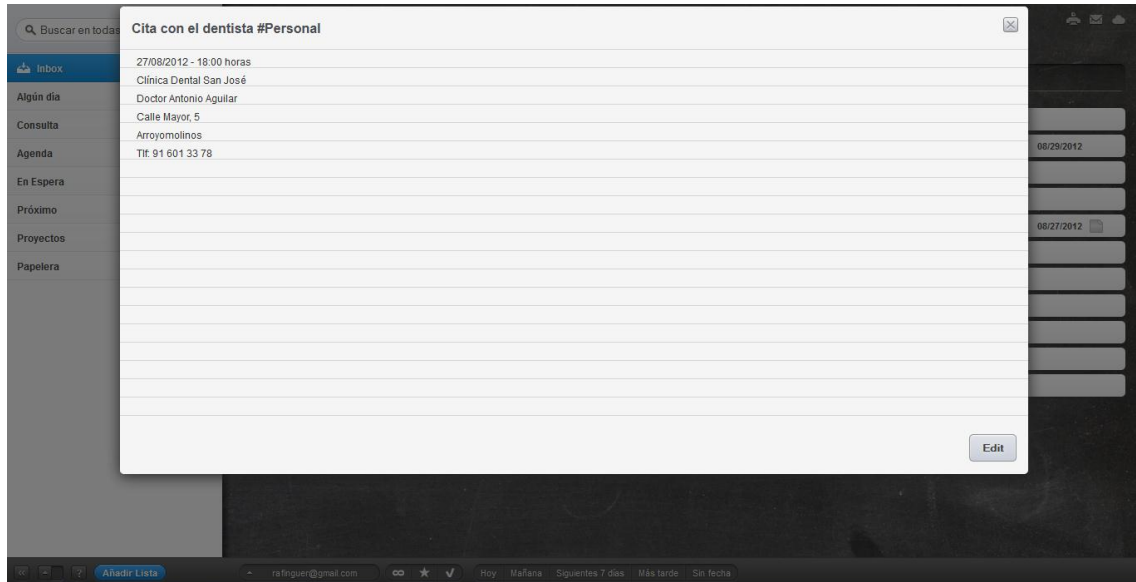 Buscar en todas
Cita con el dentista #Personal
Inbox
Algún día
Consulta
Agenda
En Espera
Próximo
Proyectos
Papelera
27/08/2012 - 18:00 horas
Clínica Dental San José
Doctor Antonio Aguilar
Calle Mayor, 5
Arroyomolinos
Tlf: 91 601 33 78
08/29/2012
08/27/2012
Edit
?
Añadir Lista
rafinguer@gmail.com
Hoy Mañana Siguientes 7 días Más tarde Sin fecha